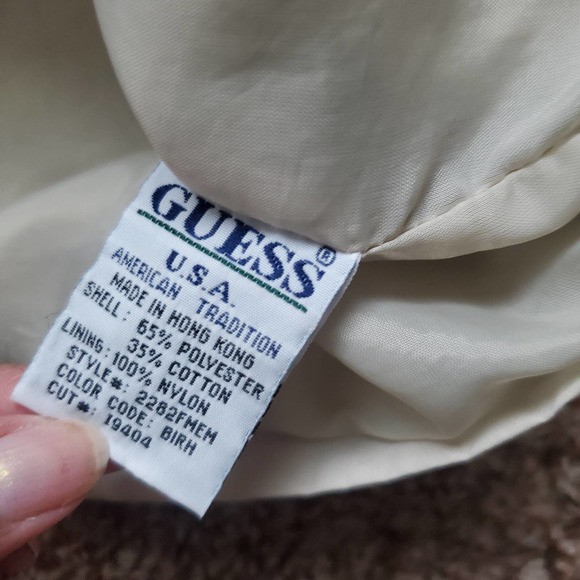 GUESS®
U.S.A.
AMERICAN TRADITION
MADE IN HONG KONG
SHELL: 65% POLYESTER
35% COTTON
LINING: 100% NYLON
STYLE#: 2282FMEM
COLOR CODE: BIRH
CUT#: 19404